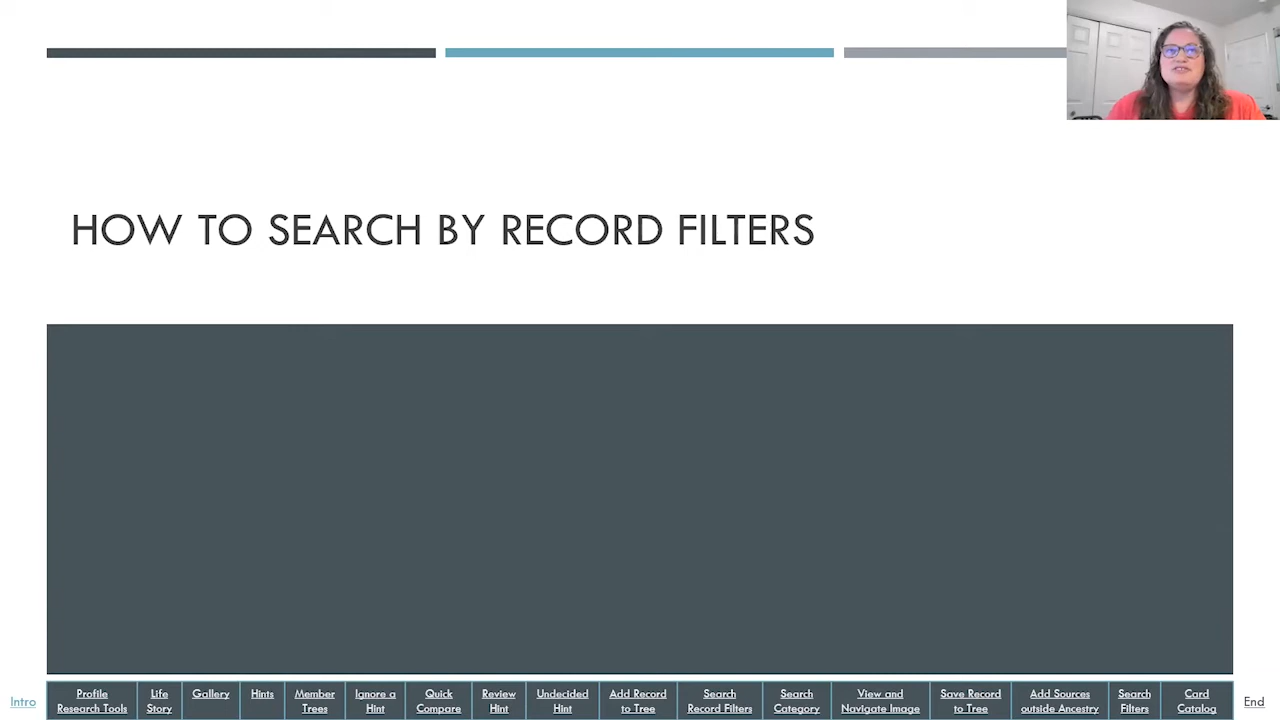 HOW TO SEARCH BY RECORD FILTERS
Intro
Profile
Research Tools
Life
Story
Gallery
Hints
Member
Trees
Ignore a
Hint
Quick
Compare
Review
Hint
Undecided
Hint
Add Record
to Tree
Search
Record Filters
Search
Category
View and
Navigate Image
Save Record
to Tree
Add Sources
outside Ancestry
Search
Filters
Card
Catalog
End